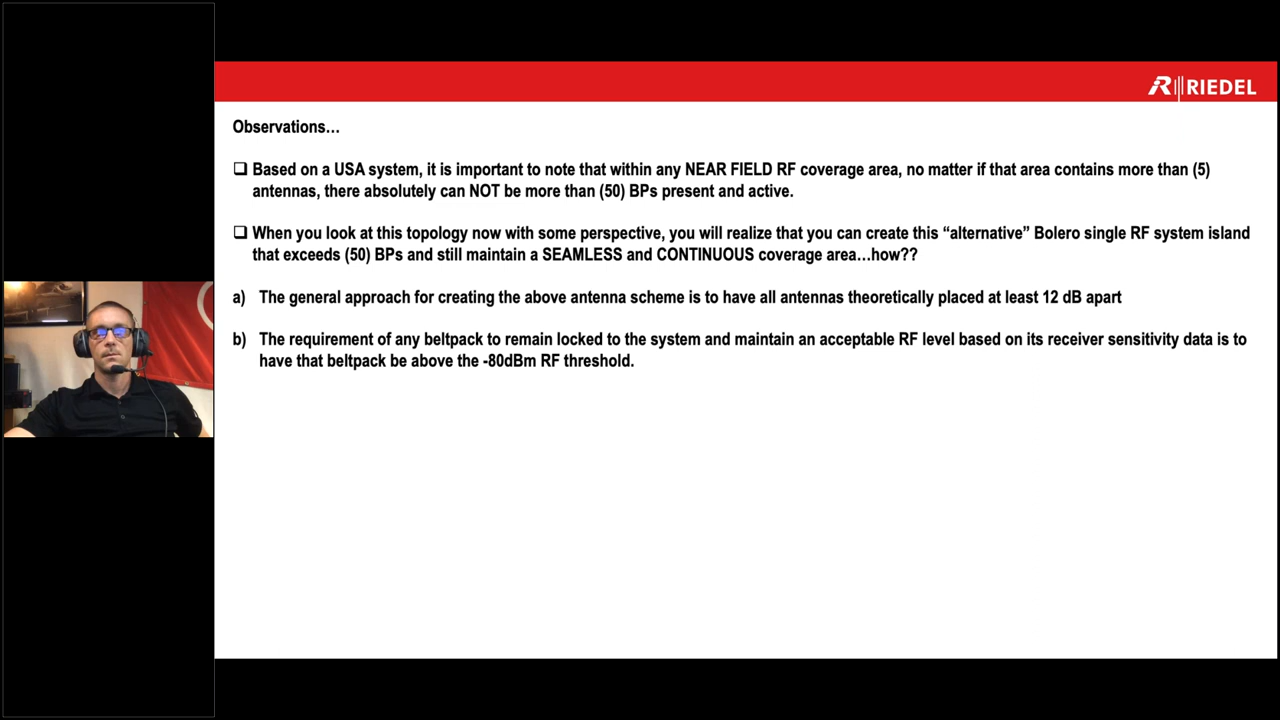 RIEDEL
Observations…
Based on a USA system, it is important to note that within any NEAR FIELD RF coverage area, no matter if that area contains more than (5)
antennas, there absolutely can NOT be more than (50) BPs present and active.
When you look at this topology now with some perspective, you will realize that you can create this “alternative” Bolero single RF system island
that exceeds (50) BPs and still maintain a SEAMLESS and CONTINUOUS coverage area…how??
a) The general approach for creating the above antenna scheme is to have all antennas theoretically placed at least 12 dB apart
b) The requirement of any beltpack to remain locked to the system and maintain an acceptable RF level based on its receiver sensitivity data is to
have that beltpack be above the -80dBm RF threshold.